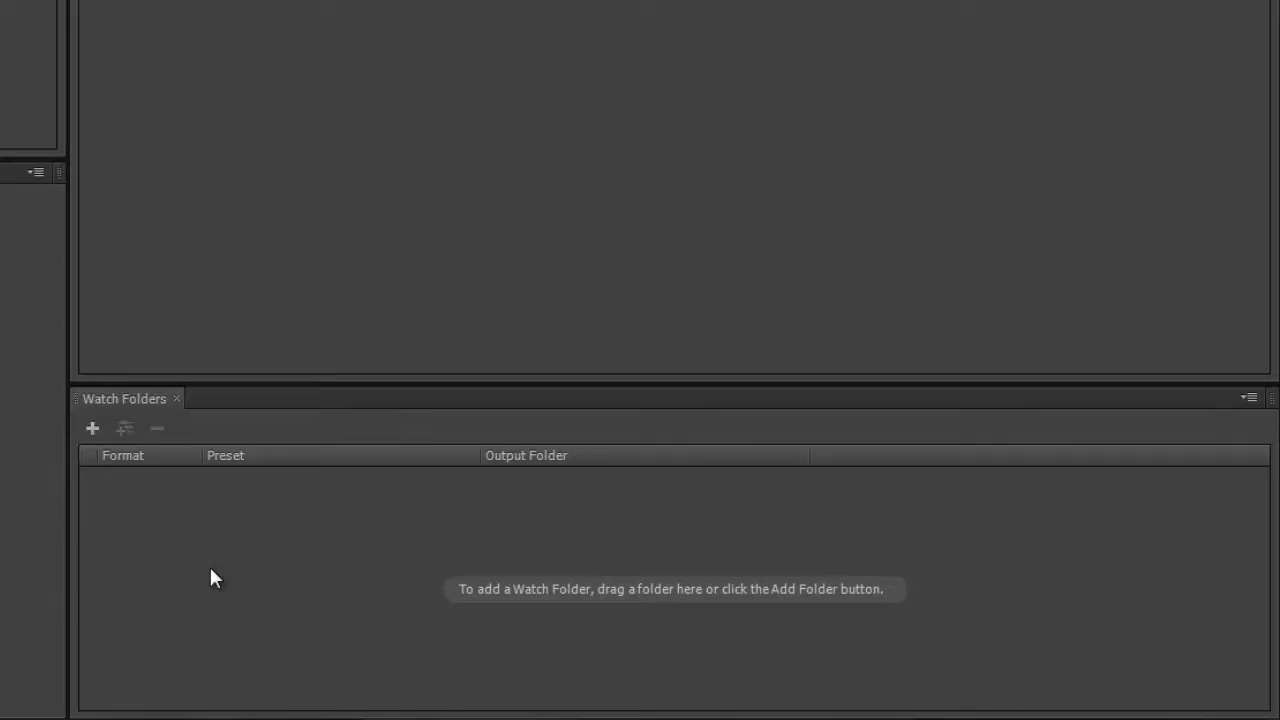 Watch Folders
Format Preset Output Folder
To add a Watch Folder, drag a folder here or click the Add Folder button.